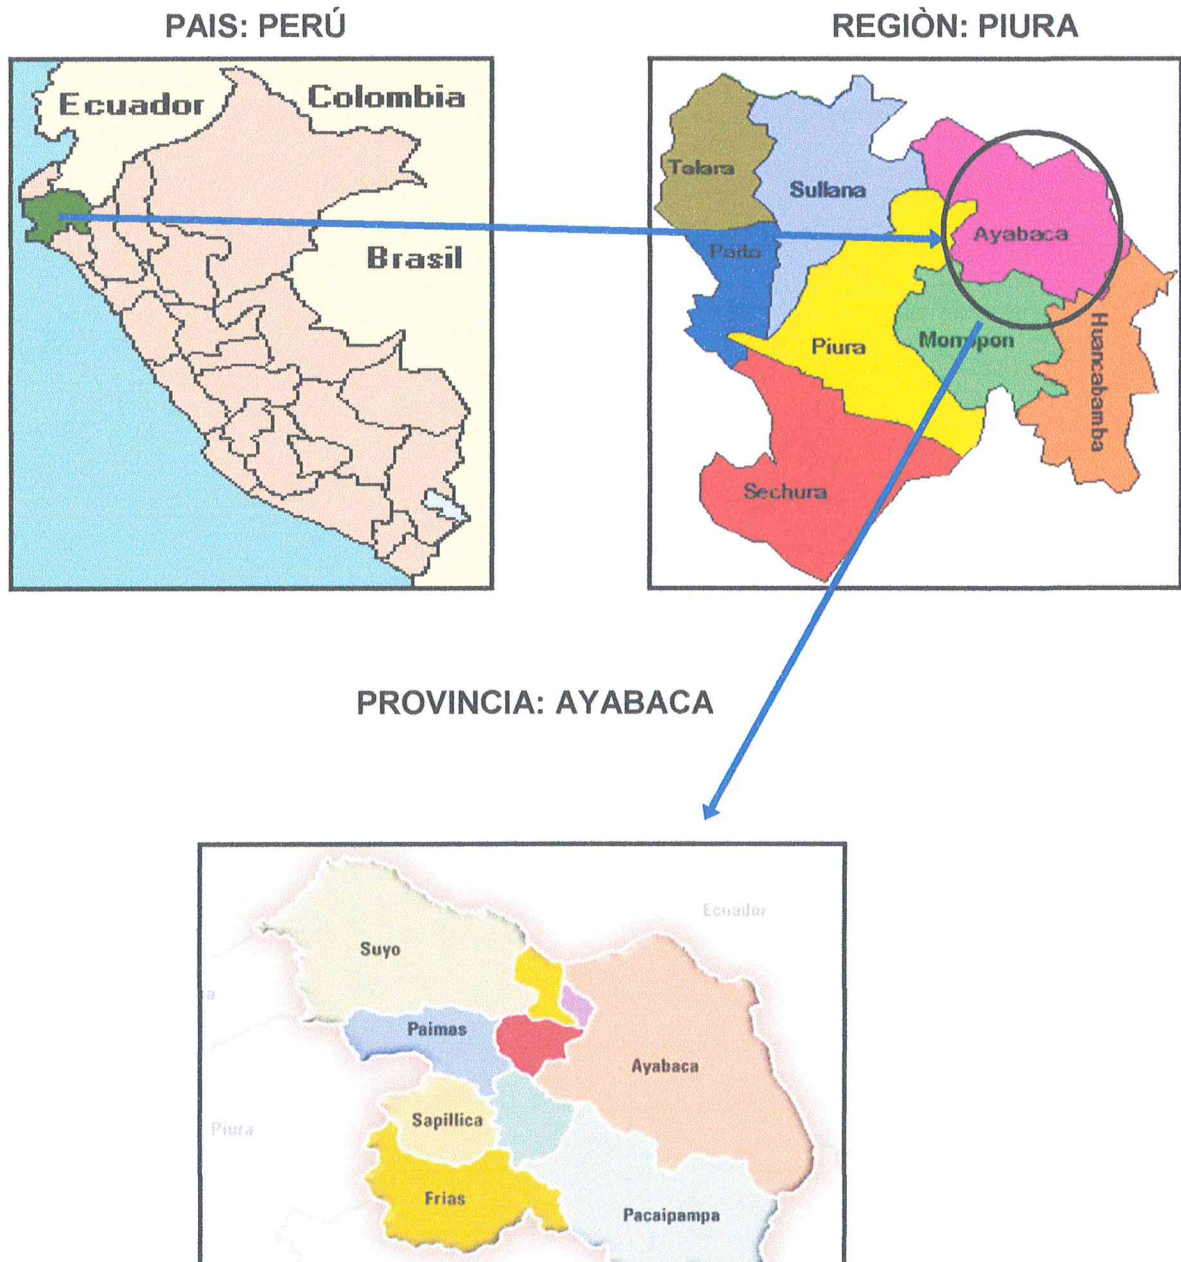 PAIS: PERÚ
REGIÒN: PIURA
Ecuador
Colombia
Brasil
Talara
Sullana
Ayabaca
Paita
Piura
Morropon
Huancabamba
Sechura
PROVINCIA: AYABACA
Ecuador
Suyo
Paimas
Ayabaca
Sapillica
Piura
Frias
Pacaipampa